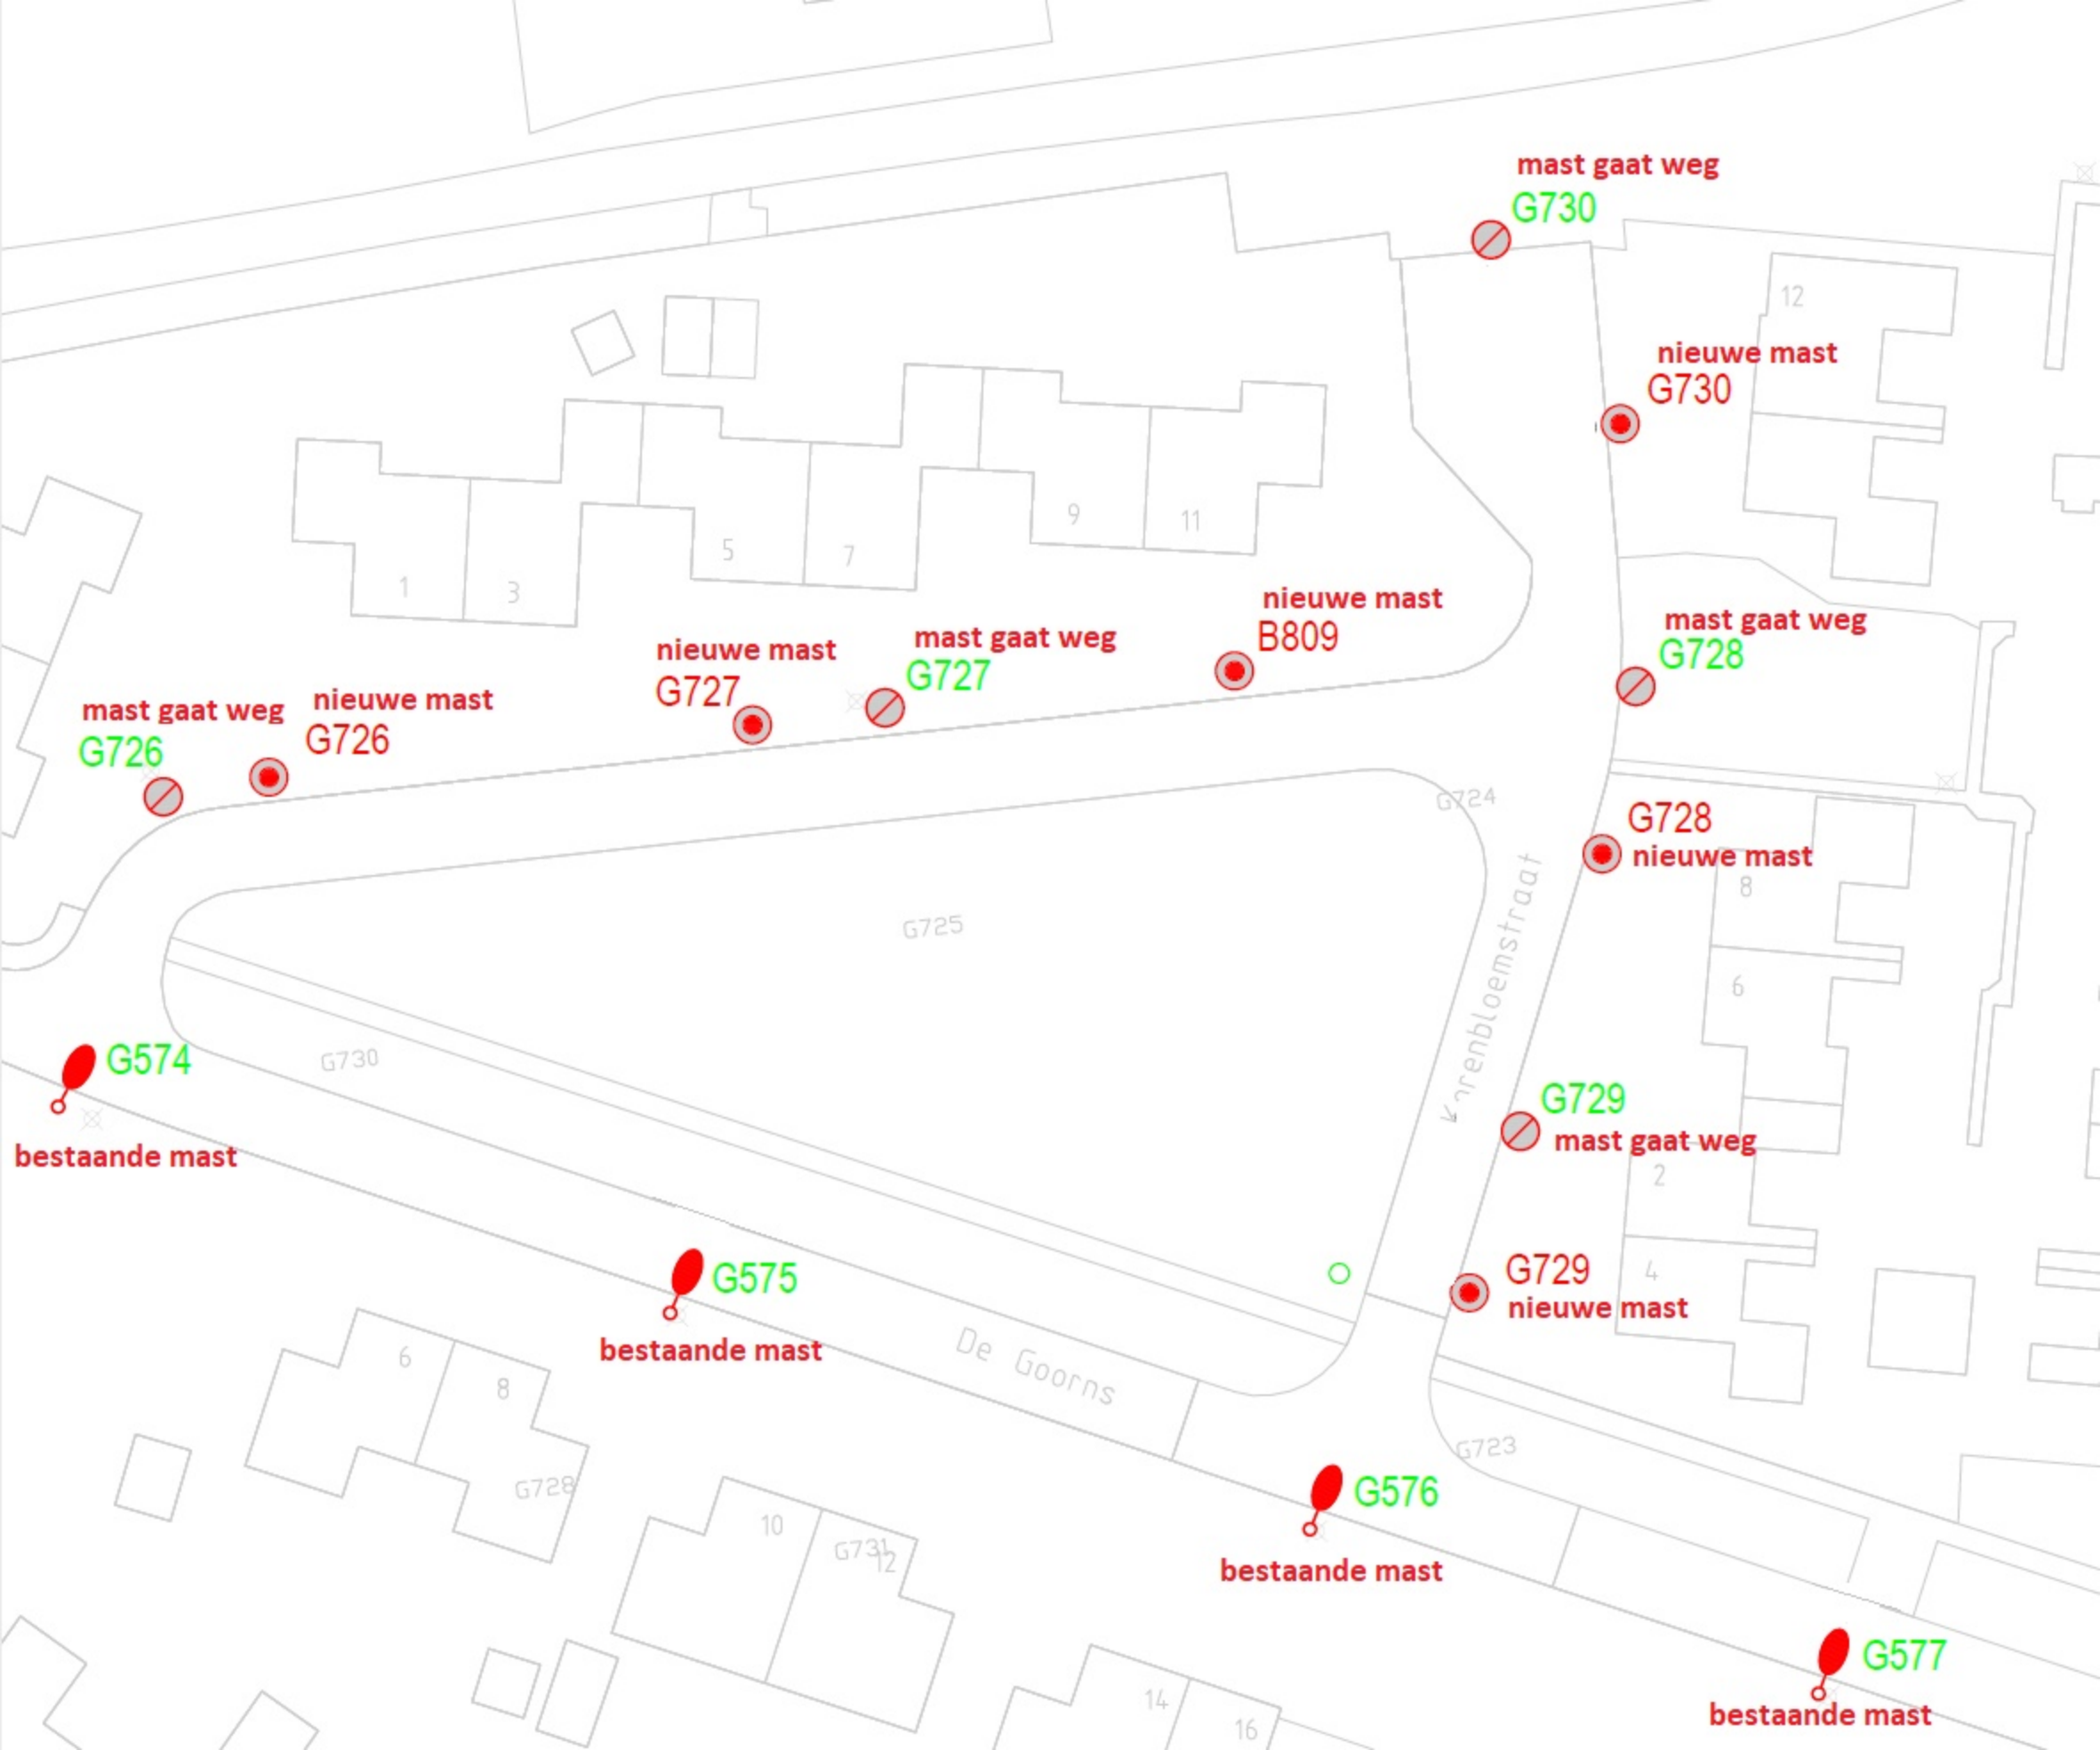 mast gaat weg
G730
12
nieuwe mast
G730
9
11
5
7
1
3
nieuwe mast
B809
mast gaat weg
G728
nieuwe mast
G727
mast gaat weg
G727
mast gaat weg
G726
nieuwe mast
G726
G724
G728
nieuwe mast
8
G725
Korenbloemstraat
6
G574
bestaande mast
G730
G729
mast gaat weg
2
G575
bestaande mast
G729
nieuwe mast
4
De Goorns
6
8
G728
G723
G576
bestaande mast
10
G731
12
G577
bestaande mast
14
16